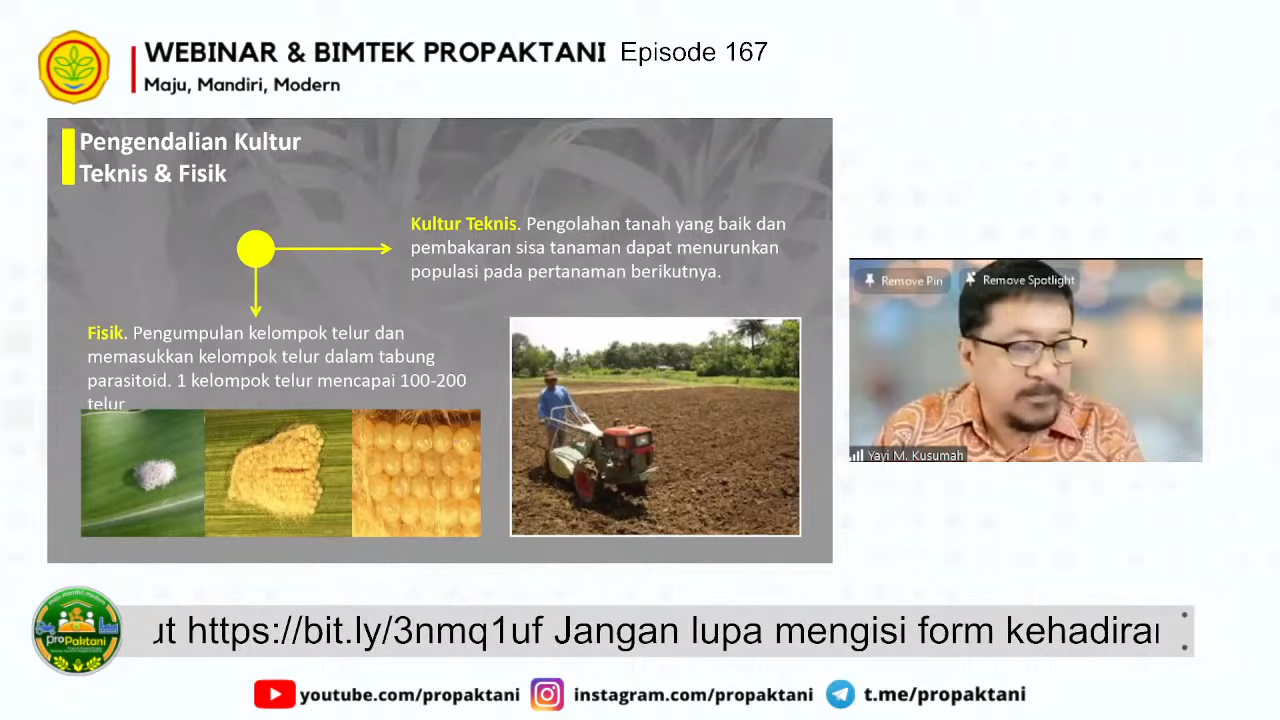 WEBINAR & BIMTEK PROPAKTANI Episode 167
Maju, Mandiri, Modern
Pengendalian Kultur
Teknis & Fisik
Kultur Teknis. Pengolahan tanah yang baik dan
pembakaran sisa tanaman dapat menurunkan
populasi pada pertanaman berikutnya.
Fisik. Pengumpulan kelompok telur dan
memasukkan kelompok telur dalam tabung
parasitoid. 1 kelompok telur mencapai 100-200
telur
Remove Pin
Remove Spotlight
Yayi M. Kusumah
maju mandiri modern
proPaktani
ut https://bit.ly/3nmq1uf Jangan lupa mengisi form kehadiran
youtube.com/propaktani
instagram.com/propaktani
t.me/propaktani